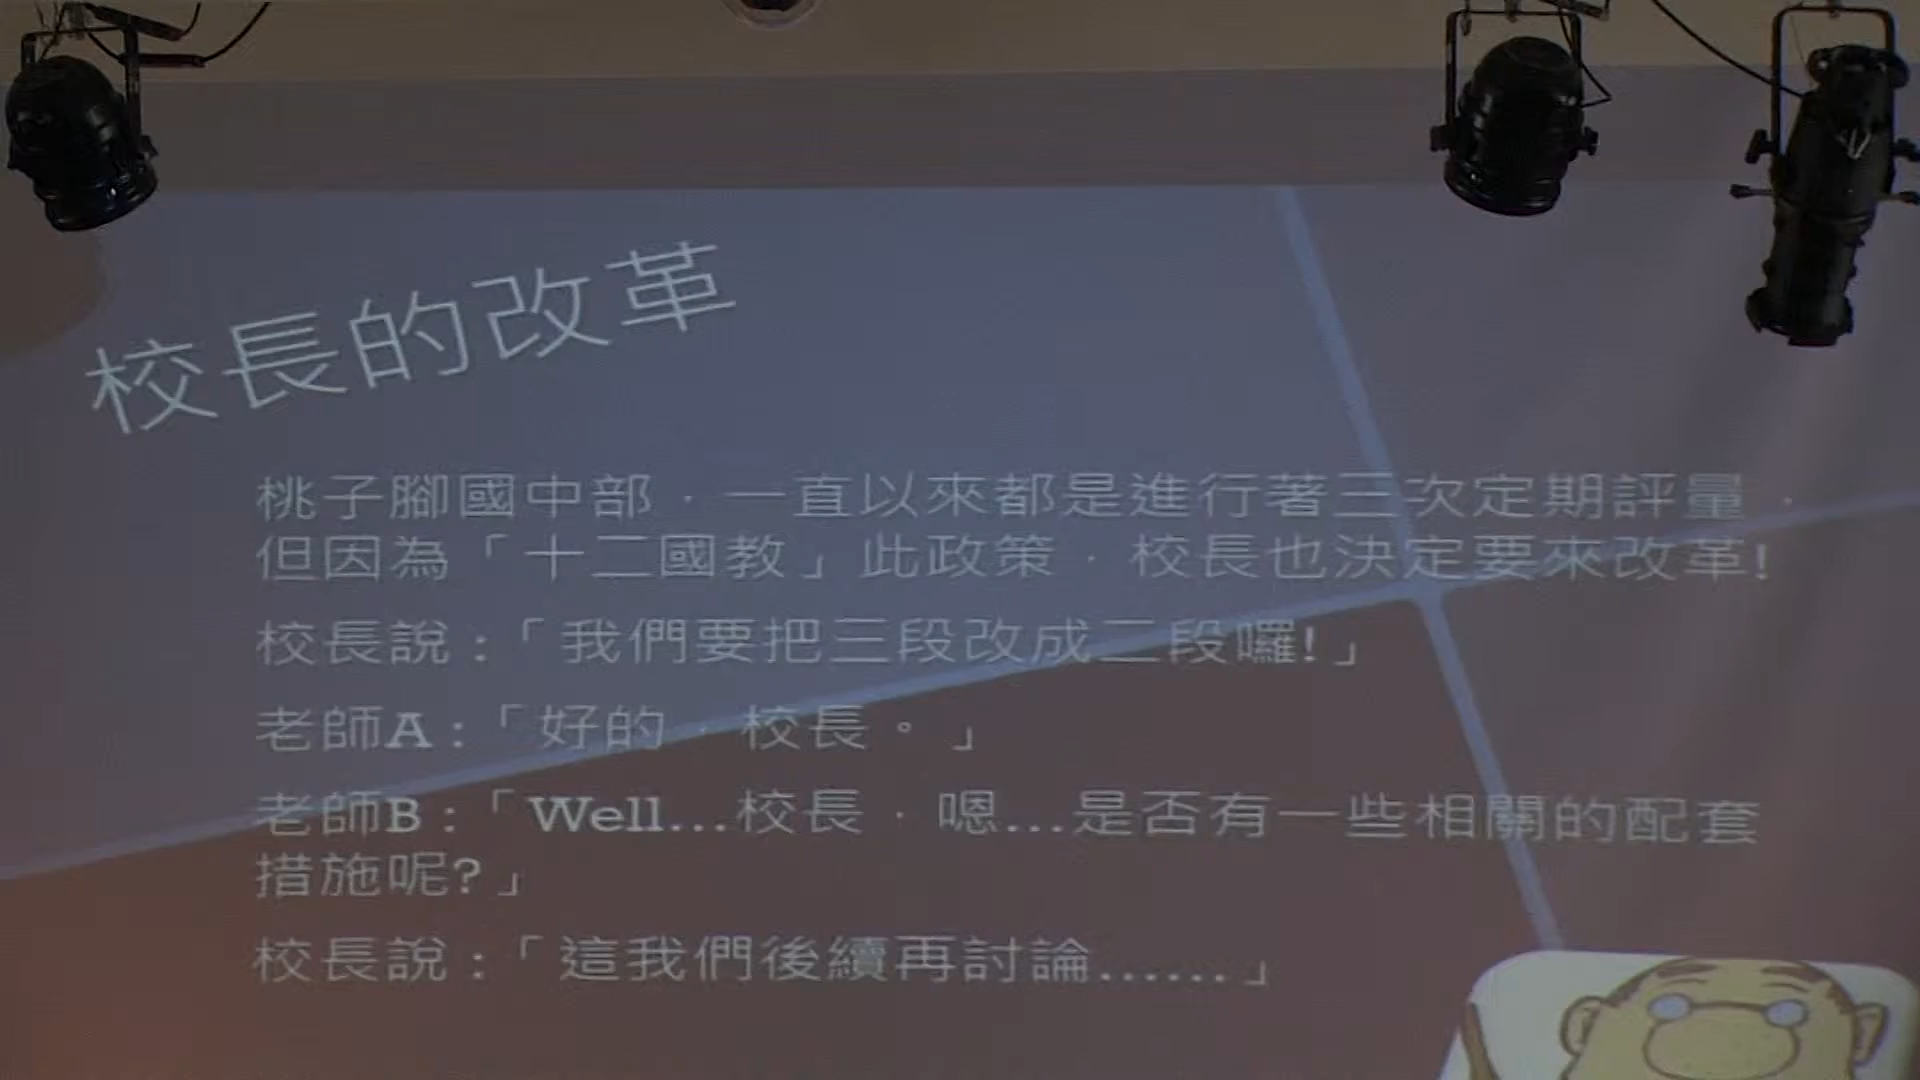 校長的改革
桃子腳國中部，一直以來都是進行著三次定期評量，
但因為「十二國教」此政策，校長也決定要來改革!
校長說：「我們要把三段改成二段囉!」
老師A：「好的，校長。」
老師B：「Well...校長，嗯...是否有一些相關的配套
措施呢?」
校長說：「這我們後續再討論......」